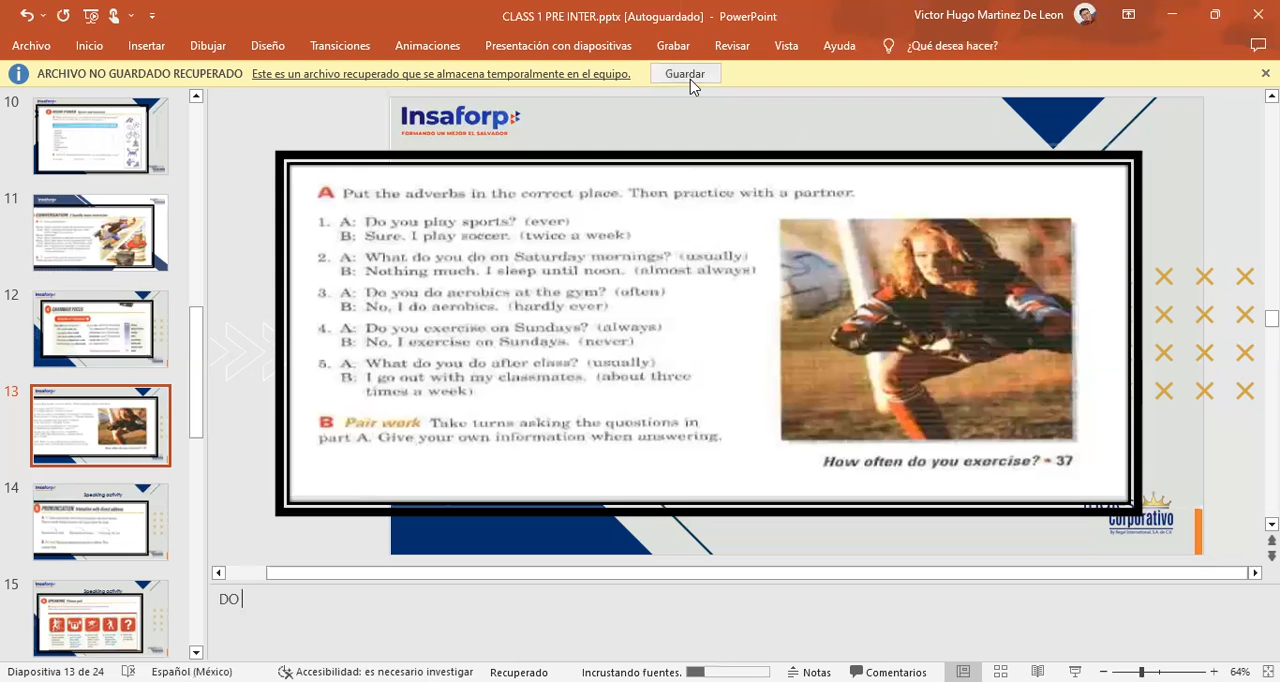 CLASS 1 PRE INTER.pptx [Autoguardado] - PowerPoint
Victor Hugo Martinez De Leon
Archivo Inicio Insertar Dibujar Diseño Transiciones Animaciones Presentación con diapositivas Grabar Revisar Vista Ayuda ¿Qué desea hacer?
ARCHIVO NO GUARDADO RECUPERADO Este es un archivo recuperado que se almacena temporalmente en el equipo. Guardar
10
11
12
13
14
15
Insaforp
FORMANDO UN MEJOR EL SALVADOR
A Put the adverbs in the correct place. Then practice with a partner.
1. A: Do you play sports? (ever)
B: Sure. I play soccer. (twice a week)
2. A: What do you do on Saturday mornings? (usually)
B: Nothing much. I sleep until noon. (almost always)
3. A: Do you do aerobics at the gym? (often)
B: No, I do aerobics. (hardly ever)
4. A: Do you exercise on Sundays? (always)
B: No, I exercise on Sundays. (never)
5. A: What do you do after class? (usually)
B: I go out with my classmates. (about three
times a week)
B Pair work Take turns asking the questions in
part A. Give your own information when answering.
How often do you exercise? • 37
Corporativo
DO
Diapositiva 13 de 24 Español (México) Accesibilidad: es necesario investigar Recuperado Incrustando fuentes. Notas Comentarios 64%